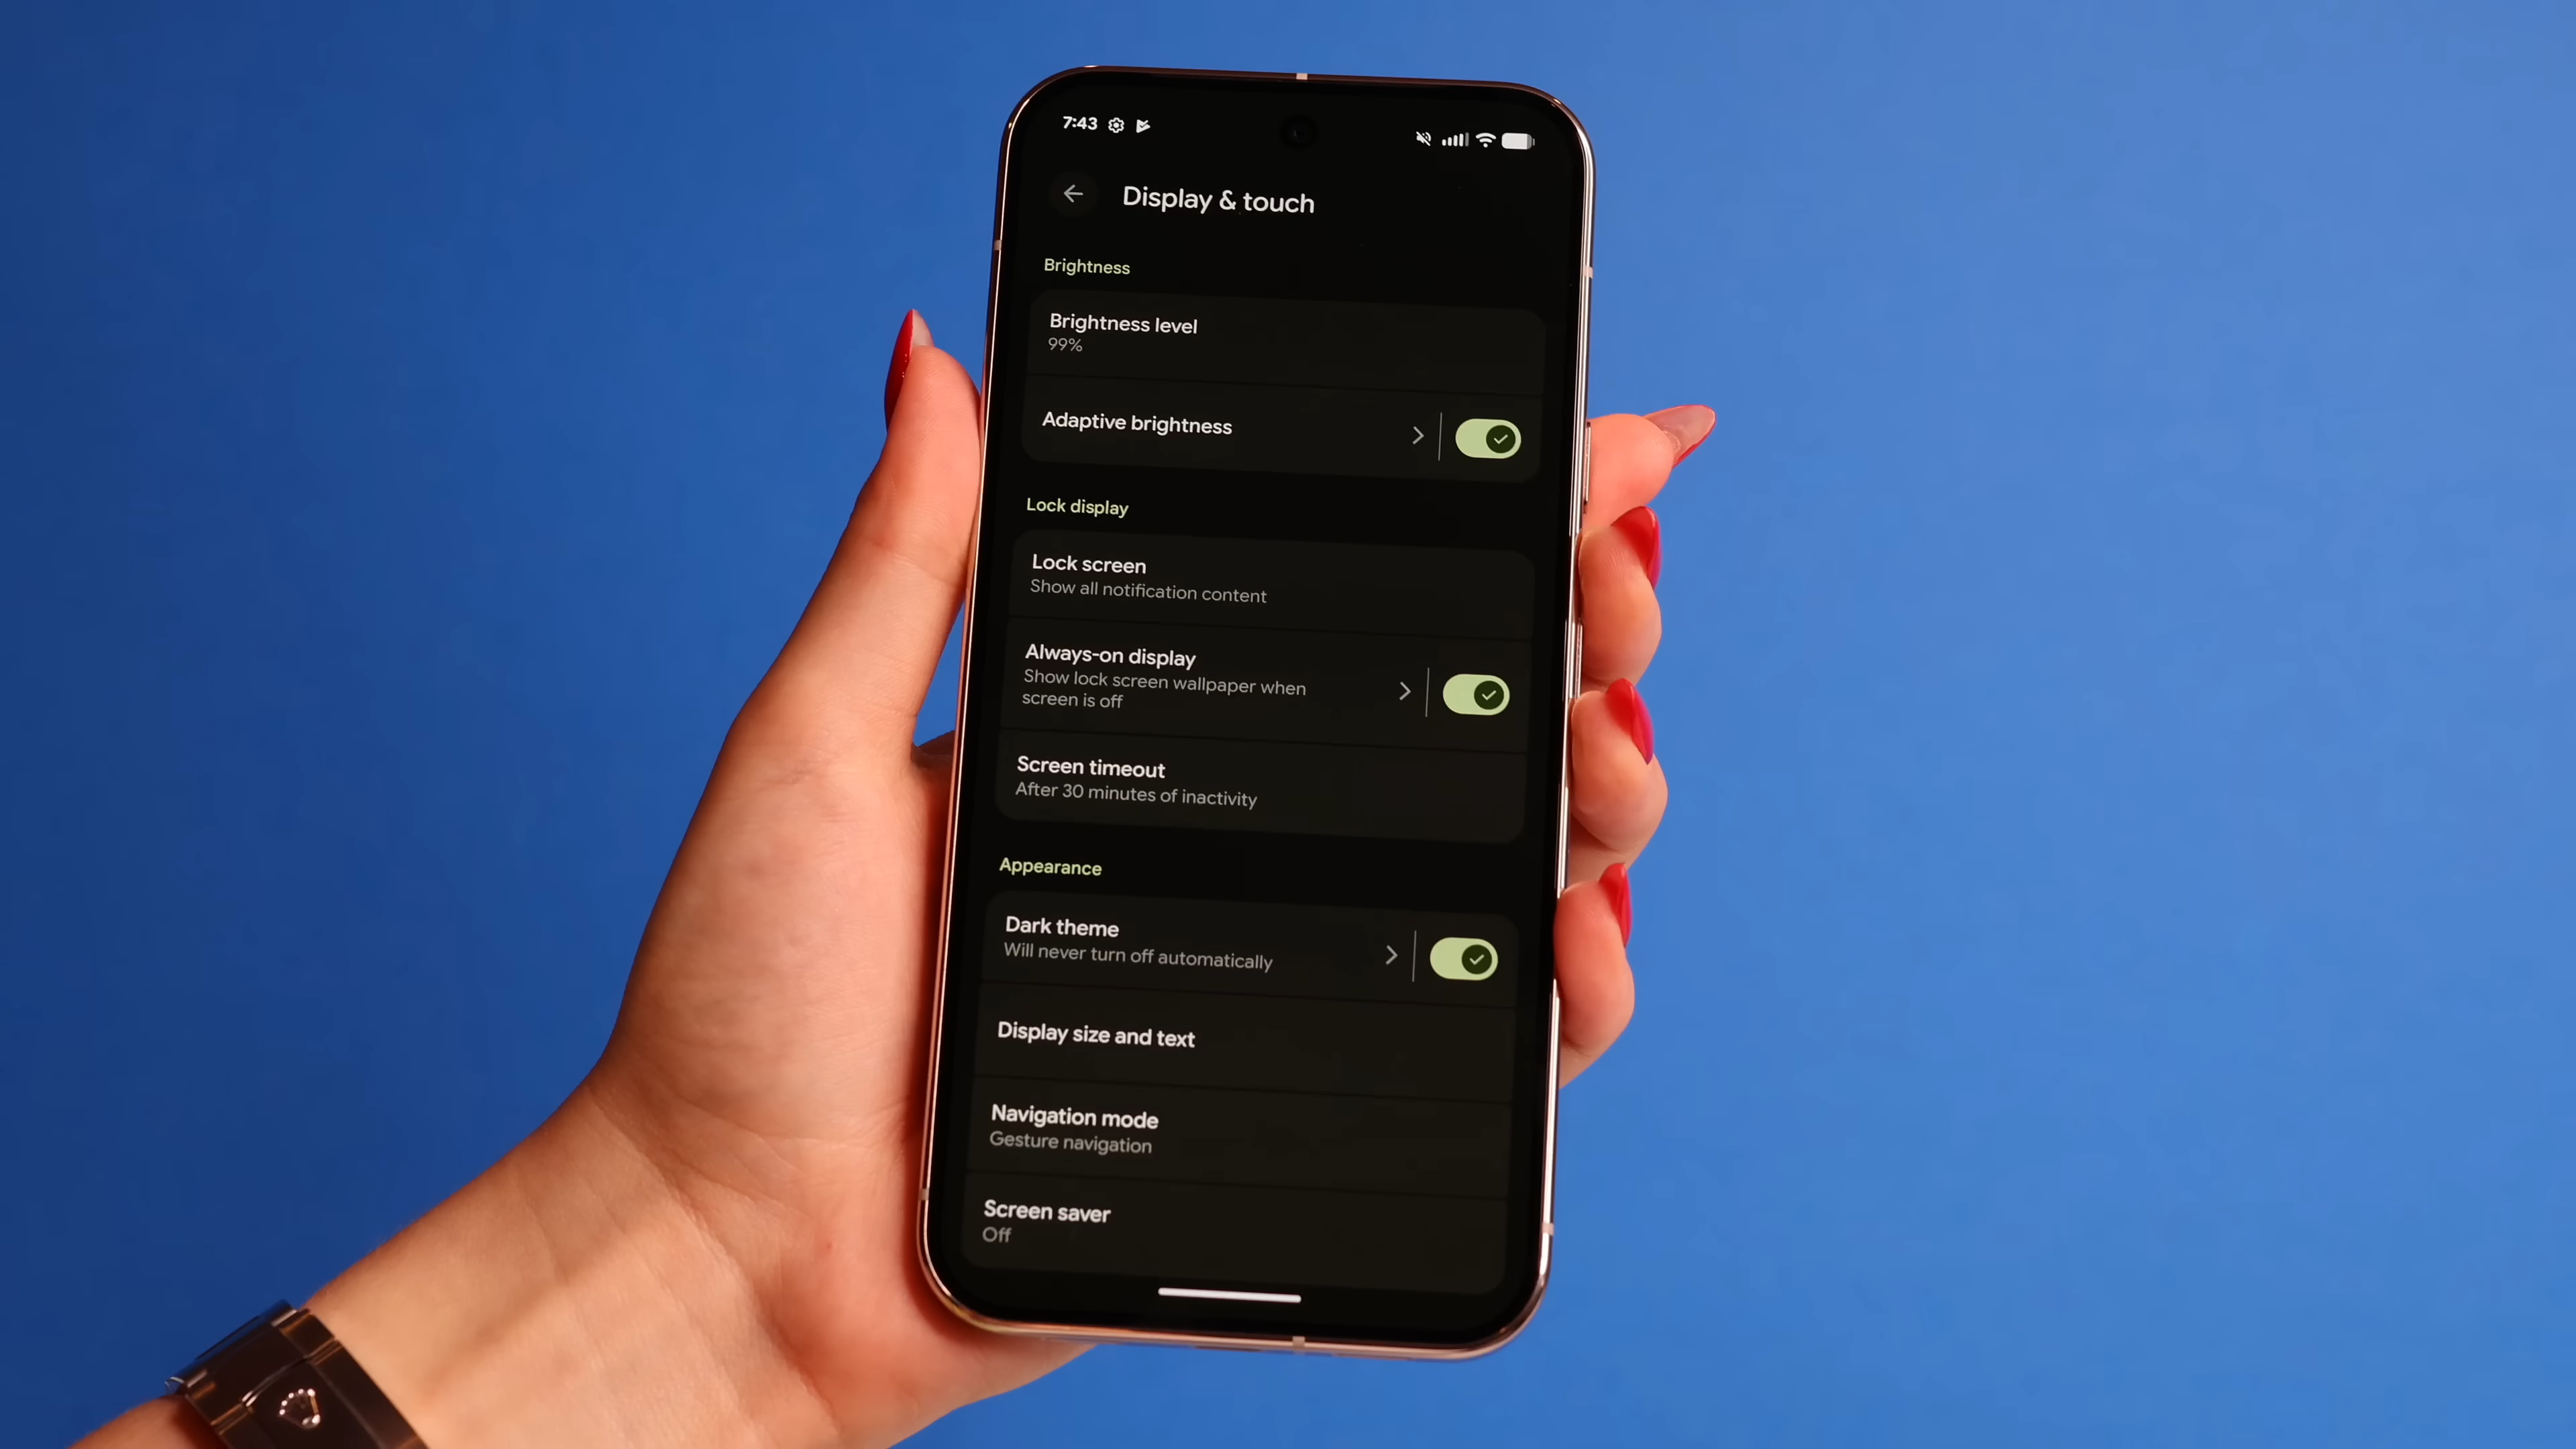 7:43
Display & touch
Brightness
Brightness level
99%
Adaptive brightness
Lock display
Lock screen
Show all notification content
Always-on display
Show lock screen wallpaper when
screen is off
Screen timeout
After 30 minutes of inactivity
Appearance
Dark theme
Will never turn off automatically
Display size and text
Navigation mode
Gesture navigation
Screen saver
Off